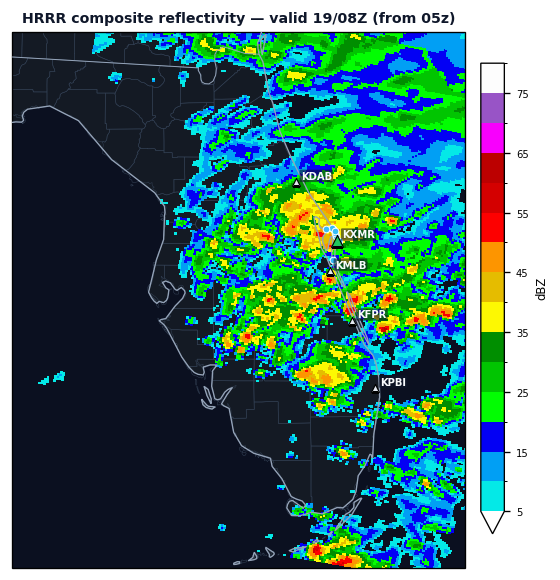 HRRR composite reflectivity — valid 19/08Z (from 05z)
KDAB
KXMR
KMLB
KFPR
KPBI
75
65
55
45
35
25
15
5
dBZ